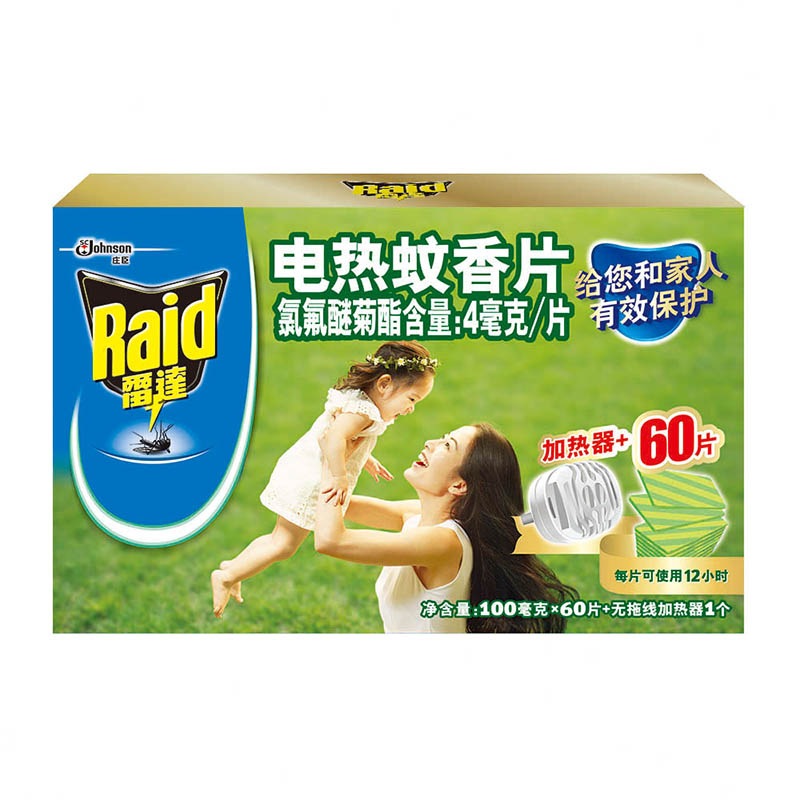 Raid
SC Johnson
庄臣
Raid
雷達
电热蚊香片
氯氟醚菊酯含量:4毫克/片
给您和家人
有效保护
加热器+60片
每片可使用12小时
净含量:100毫克×60片+无拖线加热器1个